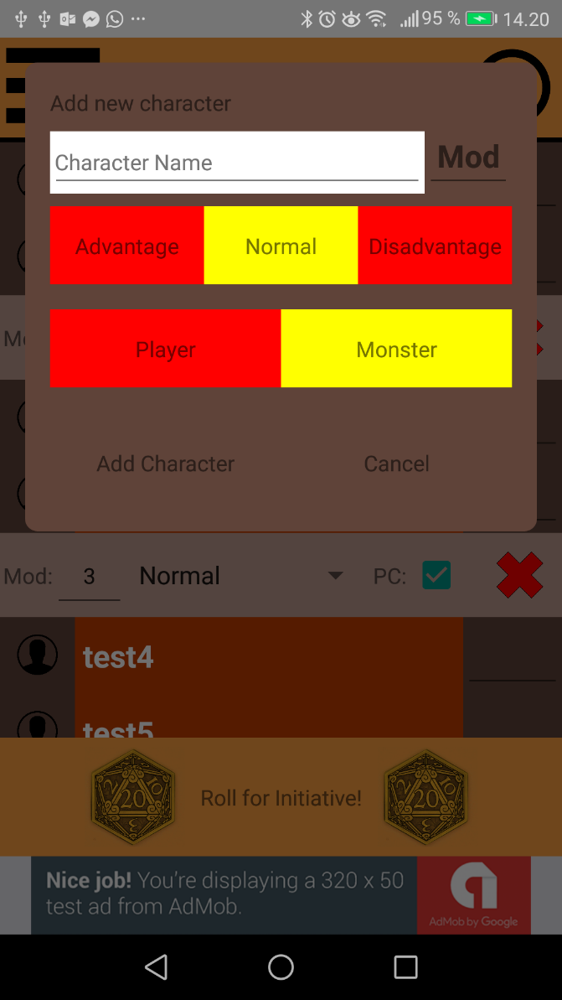 95 % 14.20
Add new character
Character Name
Mod
Advantage Normal Disadvantage
Player Monster
Add Character Cancel
Mod: 3 Normal PC:
test4
test5
20 20
Roll for Initiative!
Nice job! You're displaying a 320 x 50
test ad from AdMob.
AdMob by Google